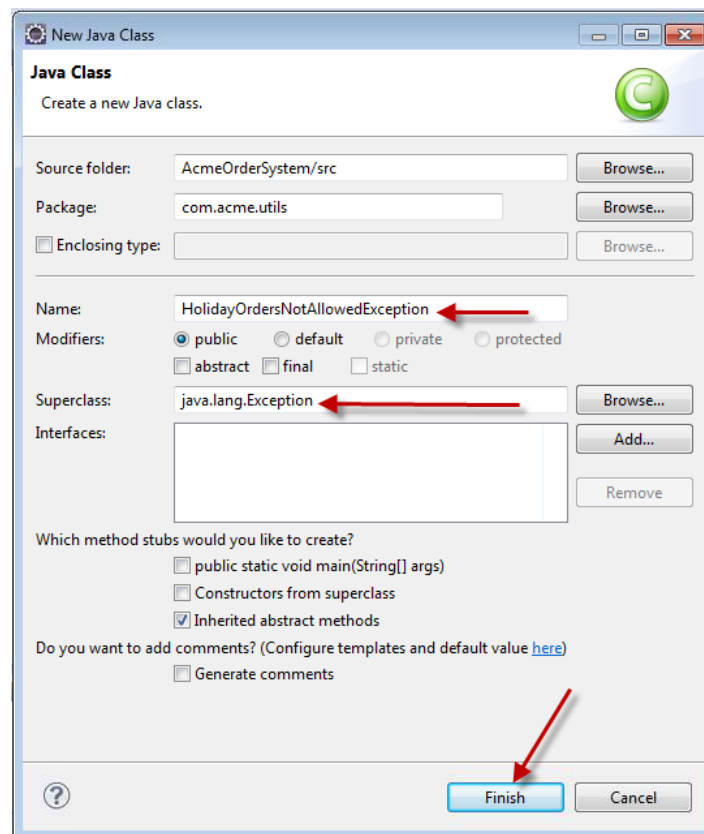 New Java Class
Java Class
Create a new Java class.
C
Source folder: AcmeOrderSystem/src Browse...
Package: com.acme.utils Browse...
Enclosing type: Browse...
Name: HolidayOrdersNotAllowedException
Modifiers: public default private protected
abstract final static
Superclass: java.lang.Exception Browse...
Interfaces: Add...
Remove
Which method stubs would you like to create?
public static void main(String[] args)
Constructors from superclass
Inherited abstract methods
Do you want to add comments? (Configure templates and default value here)
Generate comments
? Finish Cancel